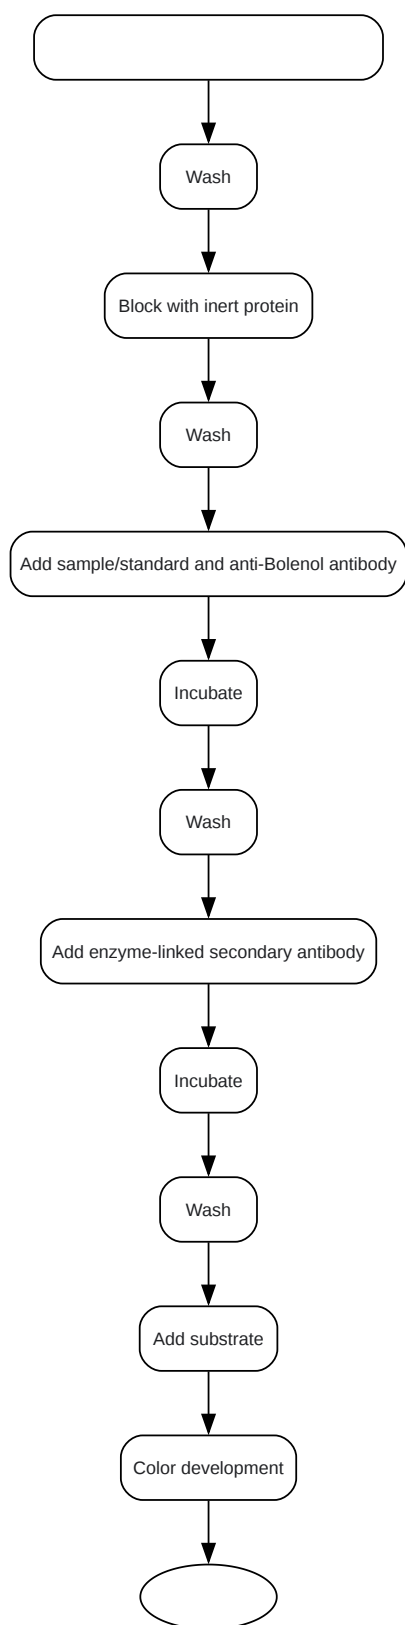 Wash
Block with inert protein
Wash
Add sample/standard and anti-Bolenol antibody
Incubate
Wash
Add enzyme-linked secondary antibody
Incubate
Wash
Add substrate
Color development